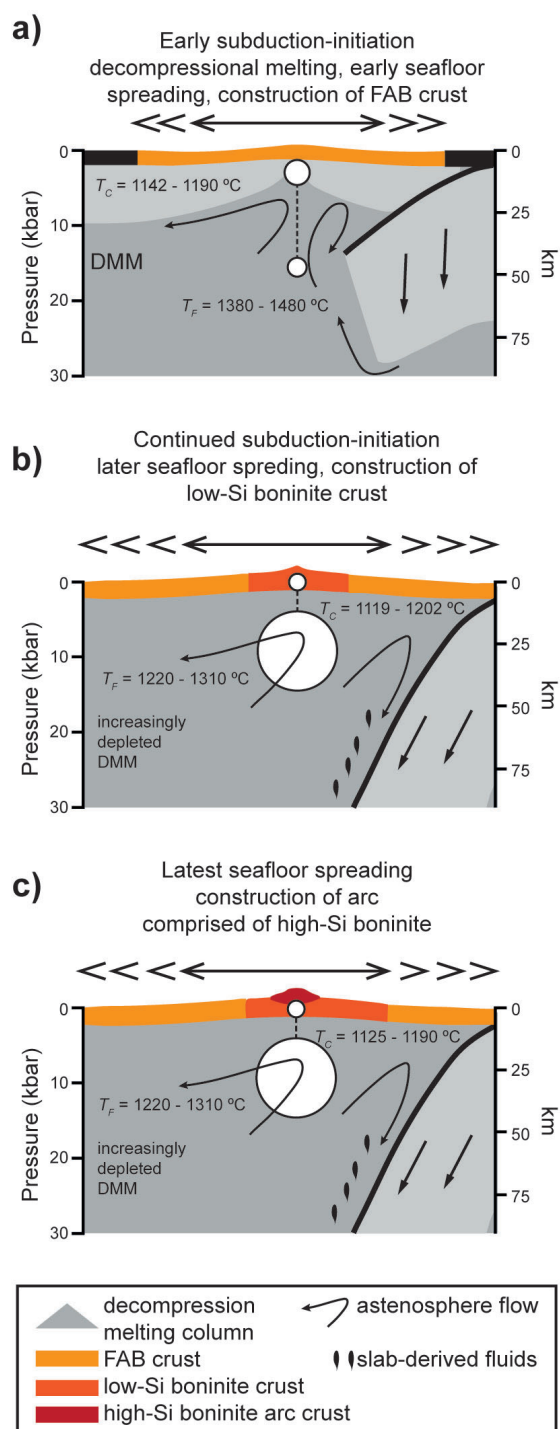 a)
Early subduction-initiation
decompressional melting, early seafloor
spreading, construction of FAB crust
0
10
20
30
Pressure (kbar)
T_C = 1142 - 1190 ºC
DMM
T_F = 1380 - 1480 ºC
0
25
50
75
km
b)
Continued subduction-initiation
later seafloor spreding, construction of
low-Si boninite crust
0
10
20
30
Pressure (kbar)
T_C = 1119 - 1202 ºC
T_F = 1220 - 1310 ºC
increasingly
depleted
DMM
0
25
50
75
km
c)
Latest seafloor spreading
construction of arc
comprised of high-Si boninite
0
10
20
30
Pressure (kbar)
T_C = 1125 - 1190 ºC
T_F = 1220 - 1310 ºC
increasingly
depleted
DMM
0
25
50
75
km
decompression
melting column
astenosphere flow
FAB crust
slab-derived fluids
low-Si boninite crust
high-Si boninite arc crust